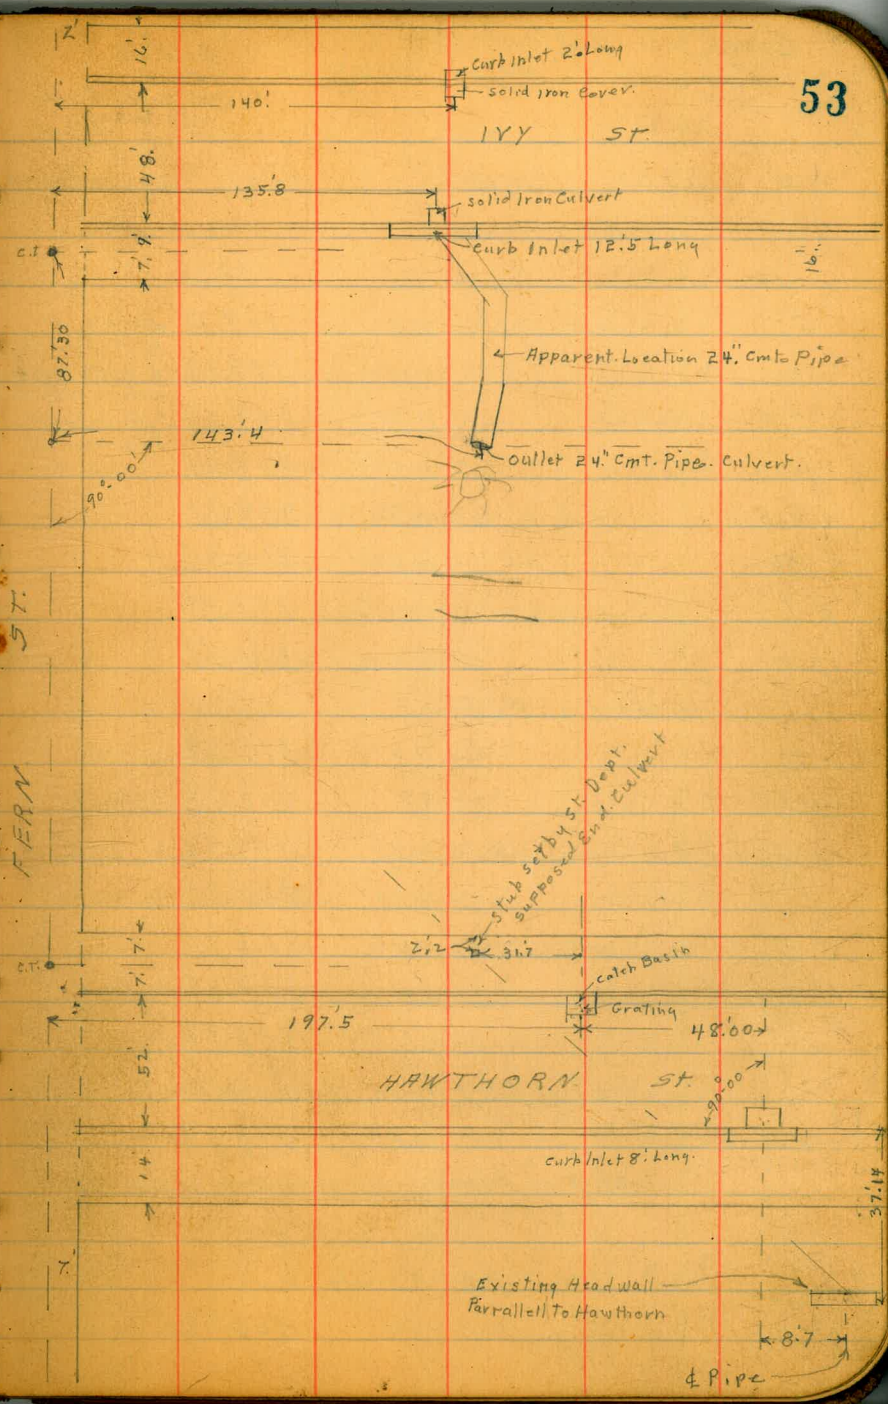 7'
16'
curb Inlet 2' Long
solid Iron Cover.
53
140'
IVY ST.
48'
135'.8
solid Iron Culvert
Curb Inlet 12'.5 Long
C.T
7'
9'
16'
87'.30
Apparent Location 24" Cmt. Pipe
143'.4
outlet 24" Cmt. Pipe. Culvert.
90°-00'
FERN ST.
Stub set by St. Dept.
supposed End. Culvert
2'.2
31'.7
7'
7'
C.T.
Catch Basin
Grating
197'.5
48'.00
52'
HAWTHORN St.
90°-00
Curb Inlet 8' Long.
14'
37'.14
7'
Existing Headwall
Parrallell To Hawthorn
8'.7
℄ Pipe